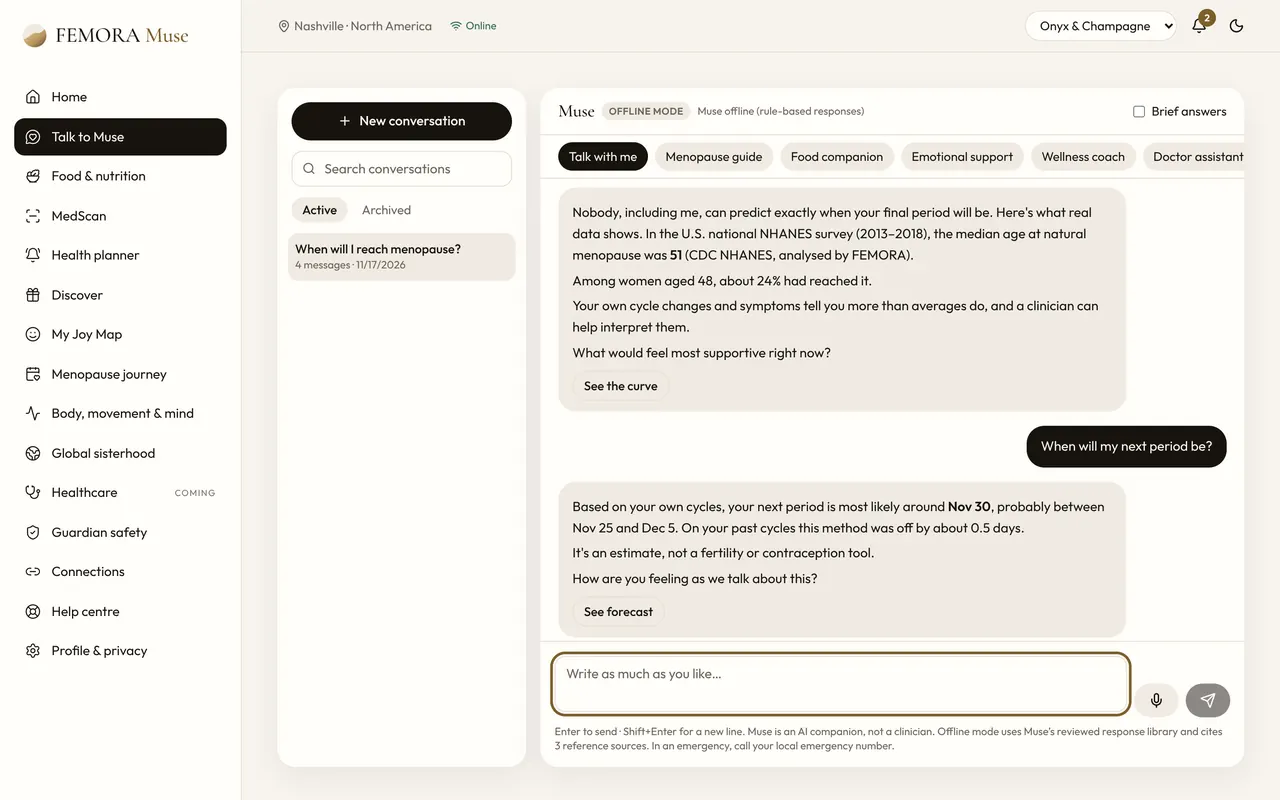 FEMORA Muse
Home
Talk to Muse
Food & nutrition
MedScan
Health planner
Discover
My Joy Map
Menopause journey
Body, movement & mind
Global sisterhood
Healthcare COMING
Guardian safety
Connections
Help centre
Profile & privacy
Nashville · North America Online
Onyx & Champagne 2
New conversation
Search conversations
Active Archived
When will I reach menopause?
4 messages · 11/17/2026
Muse OFFLINE MODE Muse offline (rule-based responses) Brief answers
Talk with me Menopause guide Food companion Emotional support Wellness coach Doctor assistant
Nobody, including me, can predict exactly when your final period will be. Here's what real
data shows. In the U.S. national NHANES survey (2013–2018), the median age at natural
menopause was 51 (CDC NHANES, analysed by FEMORA).
Among women aged 48, about 24% had reached it.
Your own cycle changes and symptoms tell you more than averages do, and a clinician can
help interpret them.
What would feel most supportive right now?
See the curve
When will my next period be?
Based on your own cycles, your next period is most likely around Nov 30, probably between
Nov 25 and Dec 5. On your past cycles this method was off by about 0.5 days.
It's an estimate, not a fertility or contraception tool.
How are you feeling as we talk about this?
See forecast
Write as much as you like…
Enter to send · Shift+Enter for a new line. Muse is an AI companion, not a clinician. Offline mode uses Muse's reviewed response library and cites
3 reference sources. In an emergency, call your local emergency number.